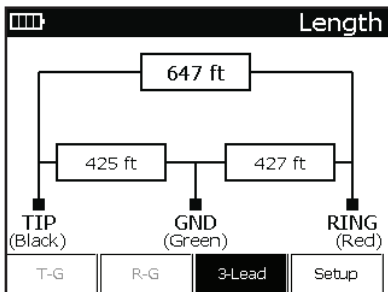 Length
647 ft
425 ft
427 ft
TIP
(Black)
GND
(Green)
RING
(Red)
T-G
R-G
3-Lead
Setup